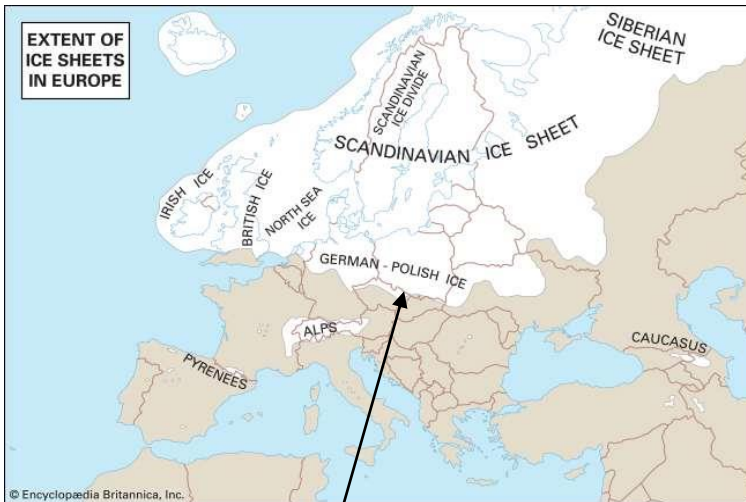 EXTENT OF
ICE SHEETS
IN EUROPE
SIBERIAN
ICE SHEET
SCANDINAVIAN
ICE DIVIDE
SCANDINAVIAN ICE SHEET
IRISH ICE
BRITISH ICE
NORTH SEA
ICE
GERMAN - POLISH ICE
ALPS
PYRENEES
CAUCASUS
© Encyclopædia Britannica, Inc.